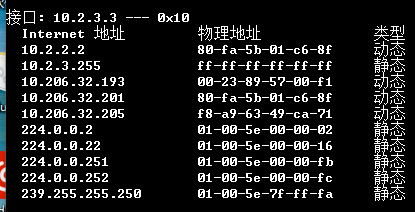 接口: 10.2.3.3 --- 0x10
Internet 地址 物理地址 类型
10.2.2.2 80-fa-5b-01-c6-8f 动态
10.2.3.255 ff-ff-ff-ff-ff-ff 静态
10.206.32.193 00-23-89-57-00-f1 动态
10.206.32.201 80-fa-5b-01-c6-8f 动态
10.206.32.205 f8-a9-63-49-ca-71 动态
224.0.0.2 01-00-5e-00-00-02 静态
224.0.0.22 01-00-5e-00-00-16 静态
224.0.0.251 01-00-5e-00-00-fb 静态
224.0.0.252 01-00-5e-00-00-fc 静态
239.255.255.250 01-00-5e-7f-ff-fa 静态